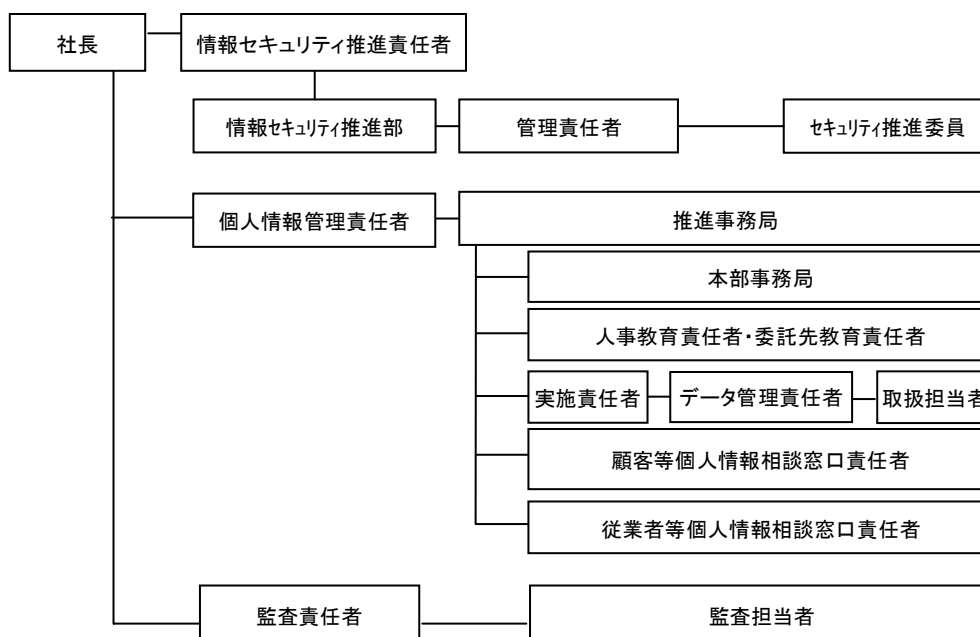 社長
情報セキュリティ推進責任者
情報セキュリティ推進部
管理責任者
セキュリティ推進委員
個人情報管理責任者
推進事務局
本部事務局
人事教育責任者・委託先教育責任者
実施責任者
データ管理責任者
取扱担当者
顧客等個人情報相談窓口責任者
従業者等個人情報相談窓口責任者
監査責任者
監査担当者